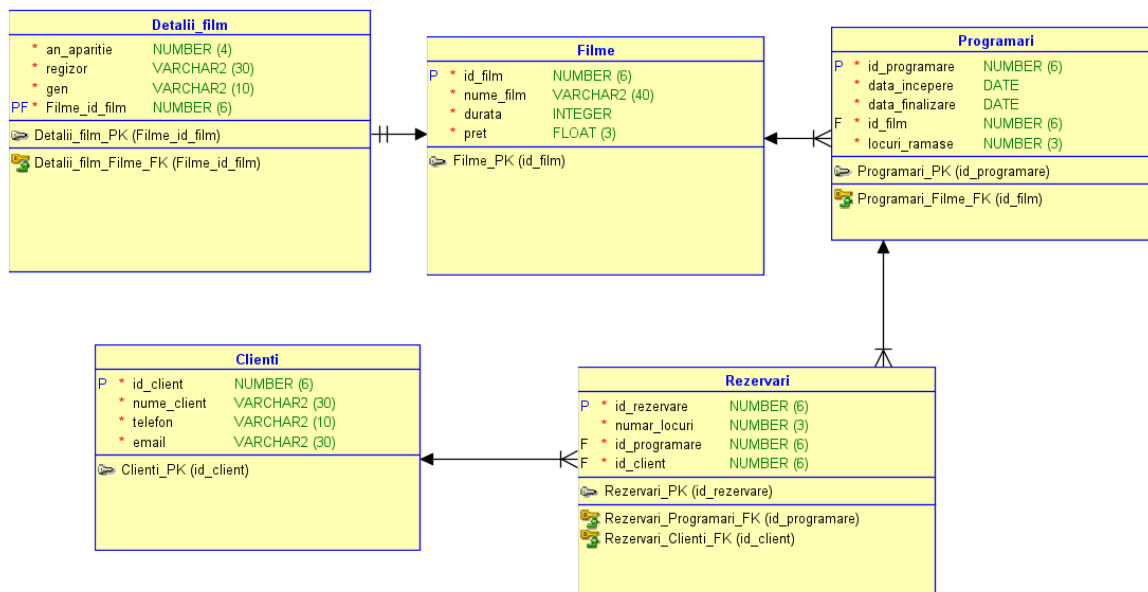 Detalii_film
* an_aparitie NUMBER (4)
* regizor VARCHAR2 (30)
* gen VARCHAR2 (10)
PF * Filme_id_film NUMBER (6)
Detalii_film_PK (Filme_id_film)
Detalii_film_Filme_FK (Filme_id_film)
Filme
P * id_film NUMBER (6)
* nume_film VARCHAR2 (40)
* durata INTEGER
* pret FLOAT (3)
Filme_PK (id_film)
Programari
P * id_programare NUMBER (6)
* data_incepere DATE
* data_finalizare DATE
F * id_film NUMBER (6)
* locuri_ramase NUMBER (3)
Programari_PK (id_programare)
Programari_Filme_FK (id_film)
Clienti
P * id_client NUMBER (6)
* nume_client VARCHAR2 (30)
* telefon VARCHAR2 (10)
* email VARCHAR2 (30)
Clienti_PK (id_client)
Rezervari
P * id_rezervare NUMBER (6)
* numar_locuri NUMBER (3)
F * id_programare NUMBER (6)
F * id_client NUMBER (6)
Rezervari_PK (id_rezervare)
Rezervari_Programari_FK (id_programare)
Rezervari_Clienti_FK (id_client)